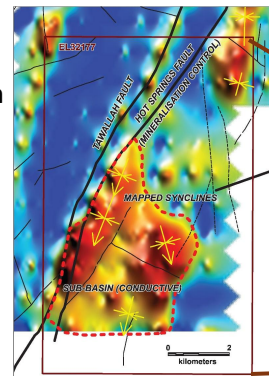 EL32177
TAWALLAH FAULT
HOT SPRINGS FAULT
(MINERALISATION CONTROL)
MAPPED SYNCLINES
SUB-BASIN (CONDUCTIVE)
0 2
kilometers